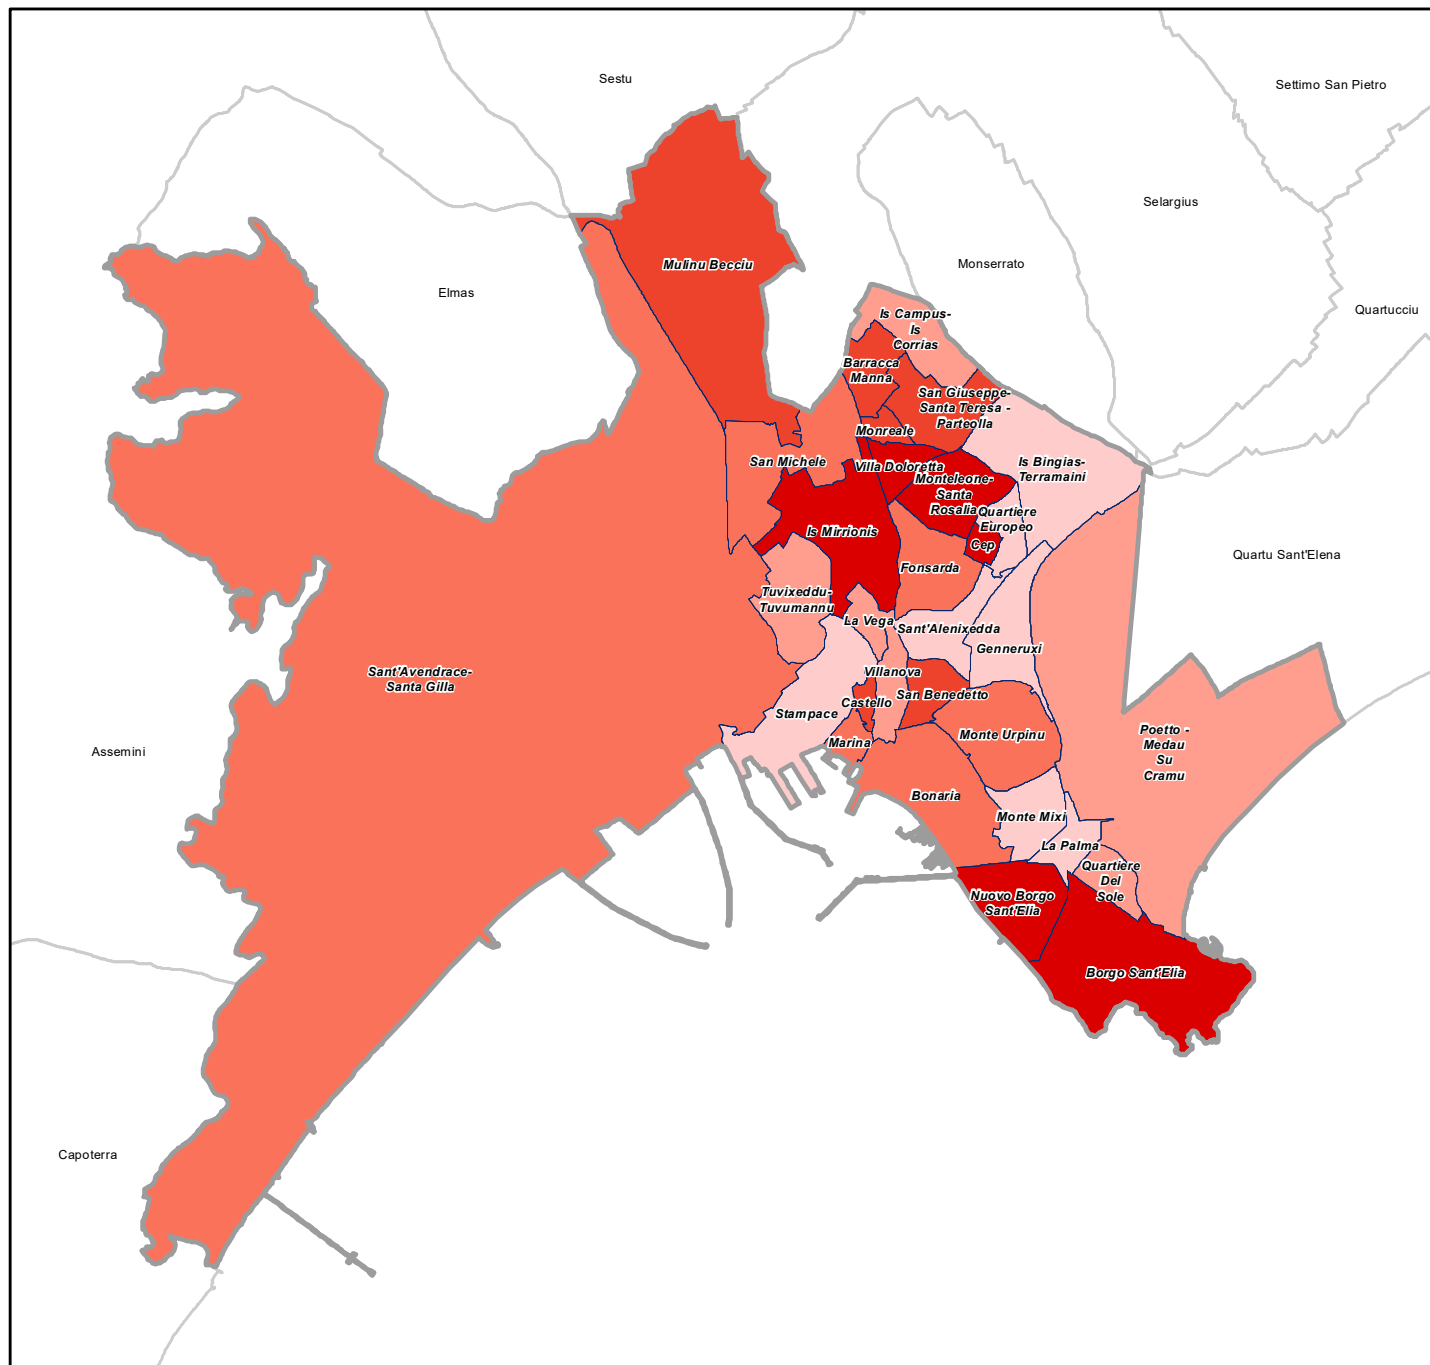 Sestu
Settimo San Pietro
Selargius
Monserrato
Mulinu Becciu
Elmas
Quartucciu
Is Campus-
Is
Corrias
Barracca
Manna
San Giuseppe-
Santa Teresa -
Parteolla
Monreale
San Michele
Villa Doloretta
Is Bingias-
Terramaini
Monteleone-
Santa
Rosalia
Quartiere
Europeo
Is Mirrionis
Cep
Quartu Sant'Elena
Fonsarda
Tuvixeddu-
Tuvumannu
La Vega
Sant'Alenixedda
Genneruxi
Sant'Avendrace-
Santa Gilla
Villanova
San Benedetto
Castello
Stampace
Marina
Monte Urpinu
Poetto -
Medau
Su
Cramu
Assemini
Bonaria
Monte Mixi
La Palma
Quartiere
Del
Sole
Nuovo Borgo
Sant'Elia
Borgo Sant'Elia
Capoterra